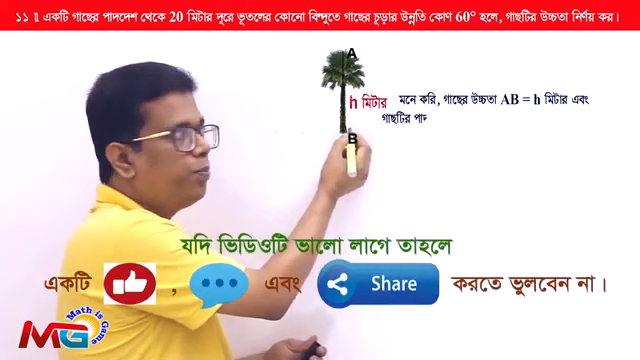 ১১ ৷ একটি গাছের পাদদেশ থেকে 20 মিটার দূরে ভূতলের কোনো বিন্দুতে গাছের চূড়ার উন্নতি কোণ 60° হলে, গাছটির উচ্চতা নির্ণয় কর।
A
h মিটার
মনে করি, গাছের উচ্চতা AB = h মিটার এবং
গাছটির পাদ
B
যদি ভিডিওটি ভালো লাগে তাহলে
একটি , এবং Share করতে ভুলবেন না।
MG Math is Game